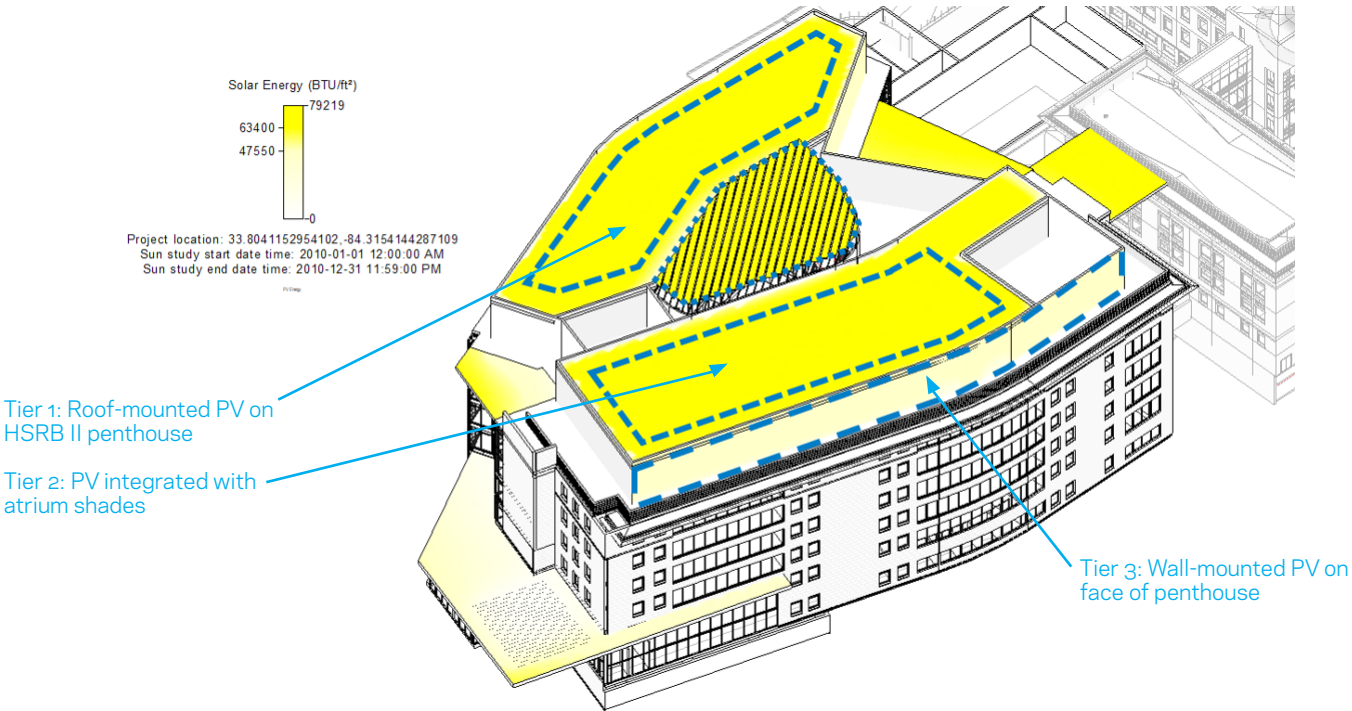 Solar Energy (BTU/ft²)
79219
63400
47550
0
Project location: 33.8041152954102,-84.3154144287109
Sun study start date time: 2010-01-01 12:00:00 AM
Sun study end date time: 2010-12-31 11:59:00 PM
PV Energy
Tier 1: Roof-mounted PV on
HSRB II penthouse
Tier 2: PV integrated with
atrium shades
Tier 3: Wall-mounted PV on
face of penthouse